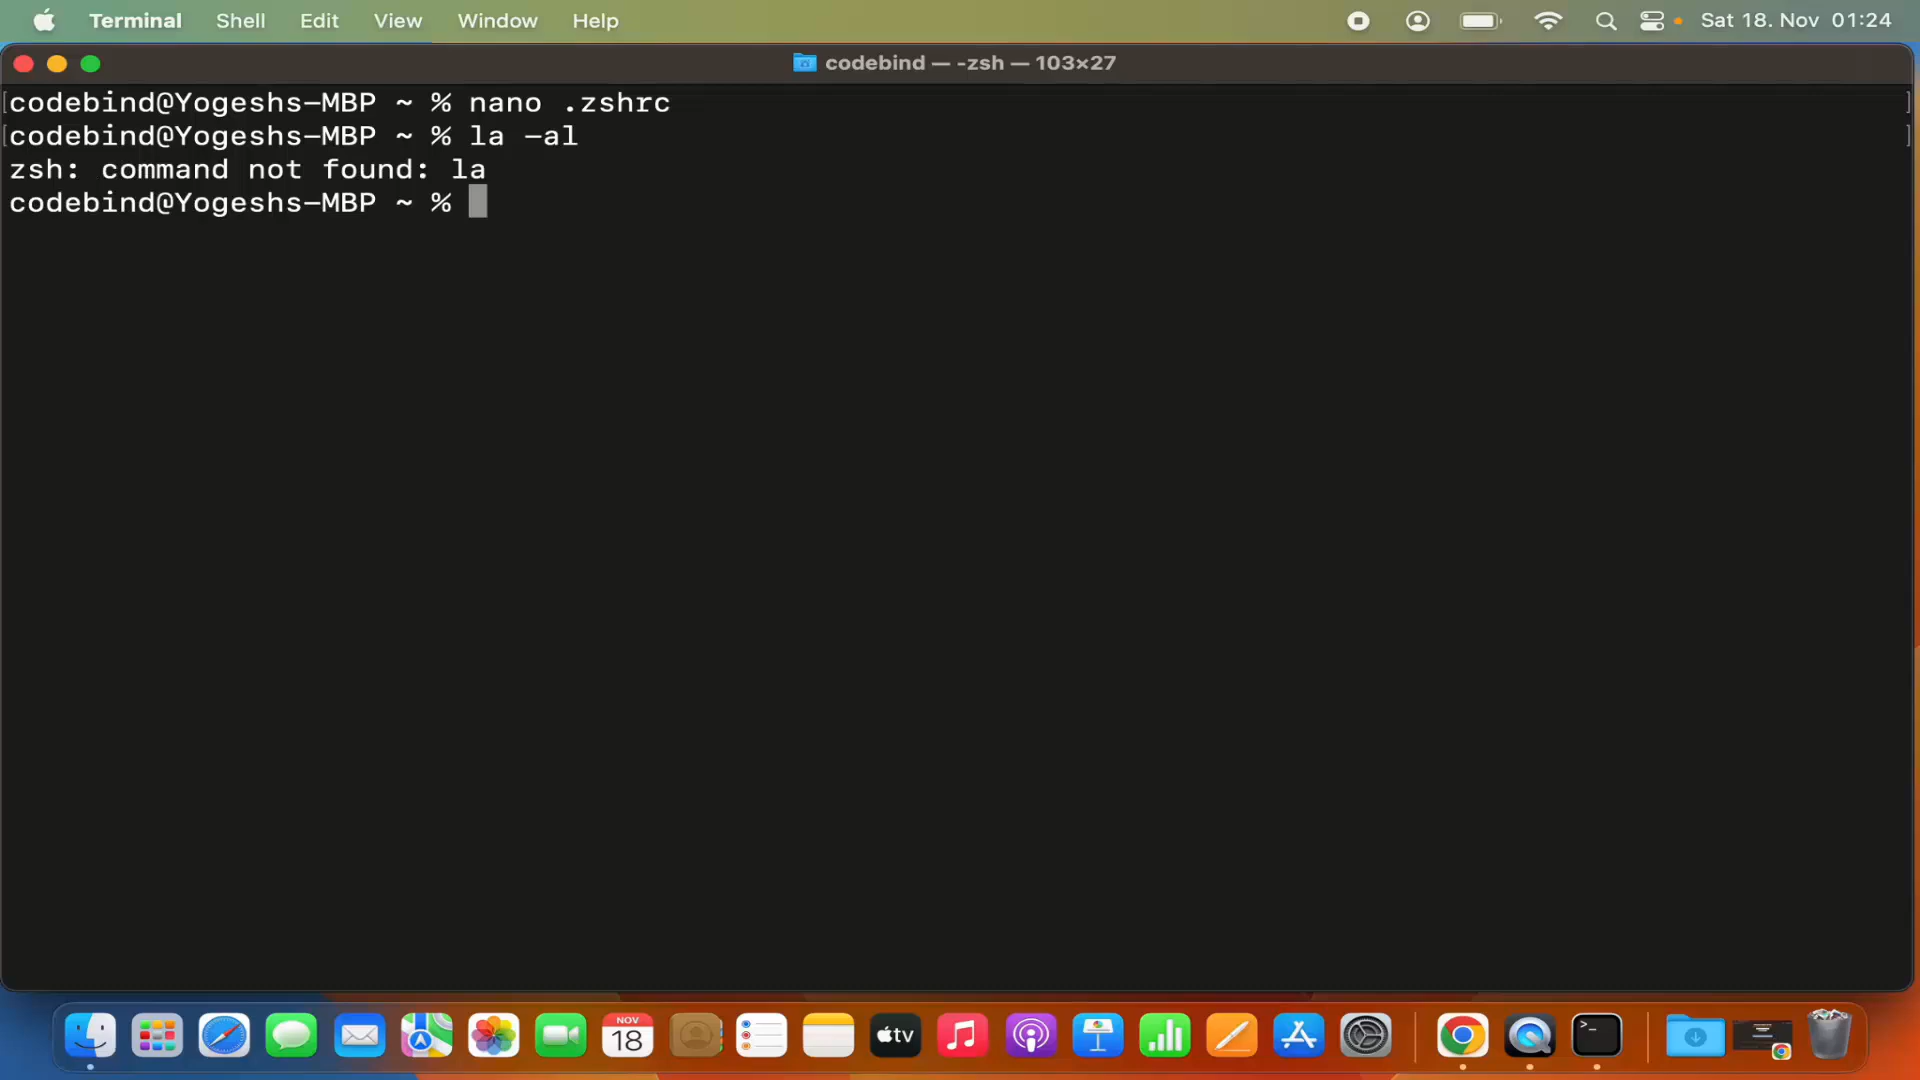 Terminal Shell Edit View Window Help Sat 18. Nov 01:24
codebind — -zsh — 103×27
codebind@Yogeshs-MBP ~ % nano .zshrc
codebind@Yogeshs-MBP ~ % la -al
zsh: command not found: la
codebind@Yogeshs-MBP ~ %
NOV
18
tv
>_